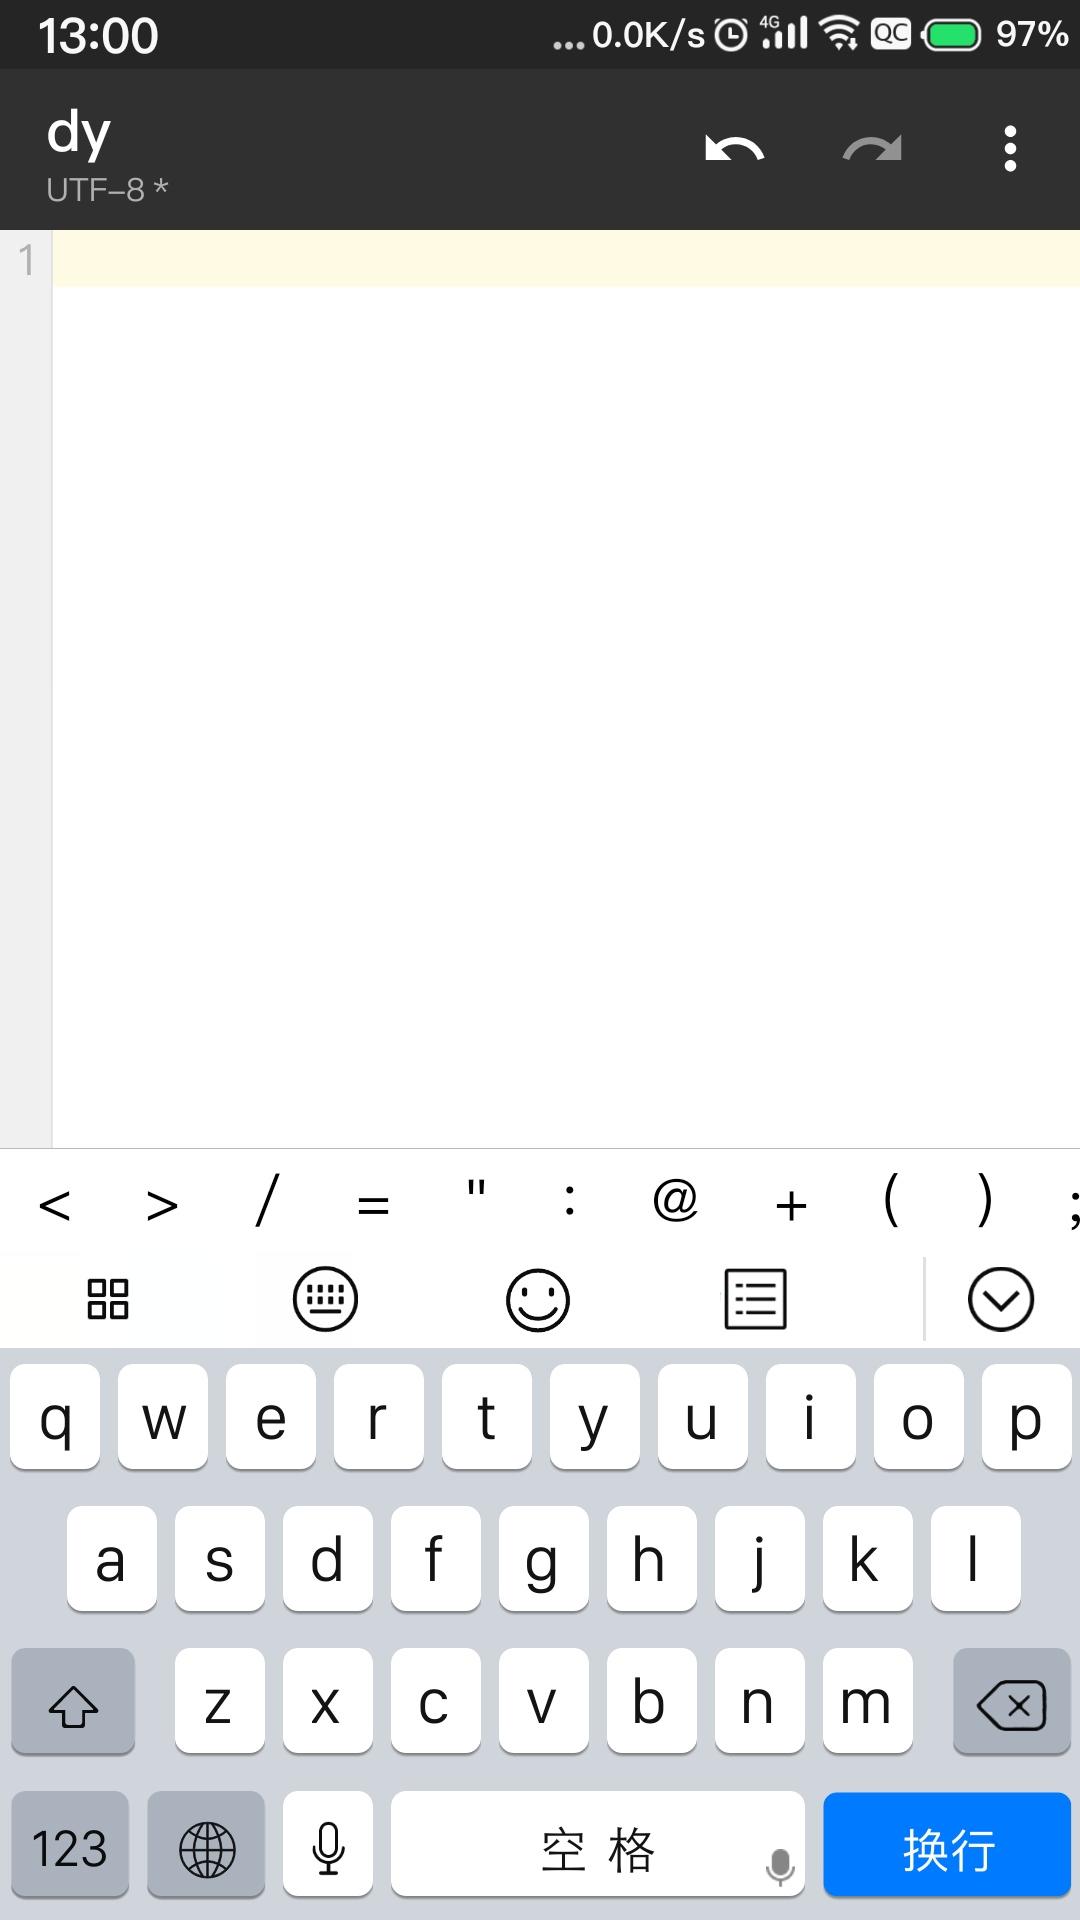 13:00 ... 0.0K/s 4G QC 97%
dy
UTF-8 *
1
< > / = " : @ + ( ) ;
q w e r t y u i o p
a s d f g h j k l
z x c v b n m
123 空格 换行